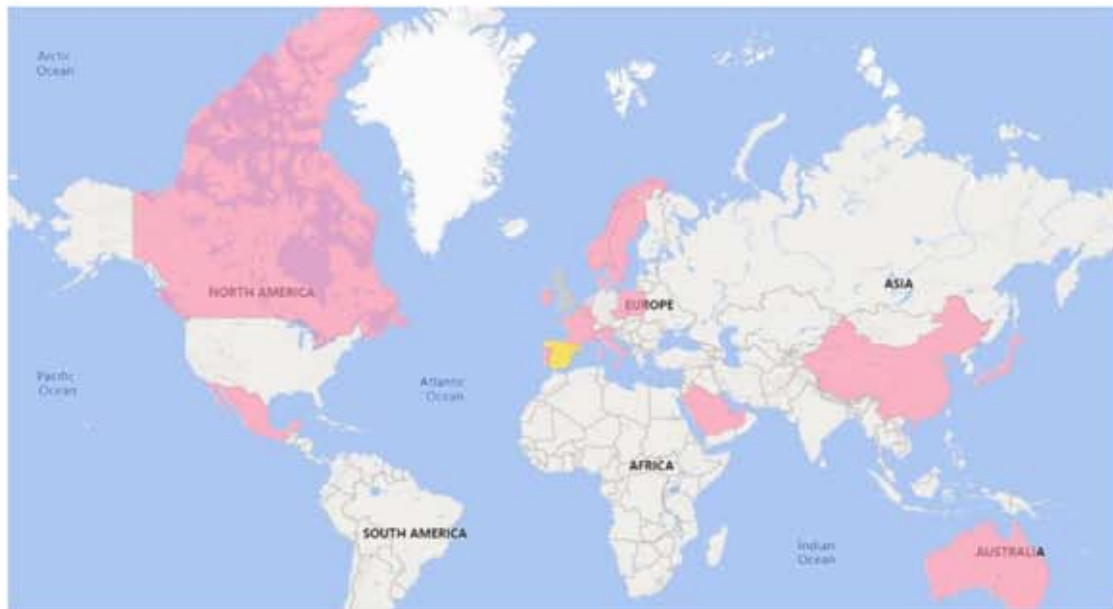 Arctic
Ocean
NORTH AMERICA
EUROPE
ASIA
Pacific
Ocean
Atlantic
Ocean
AFRICA
SOUTH AMERICA
Indian
Ocean
AUSTRALIA